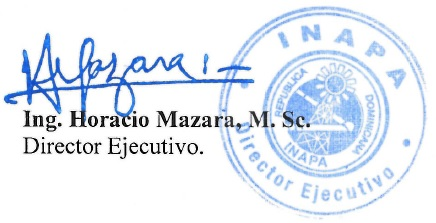 Ing. Horacio Mazara, M. Sc.
Director Ejecutivo.
INAPA
REPUBLICA DOMINICANA
INAPA
Director Ejecutivo